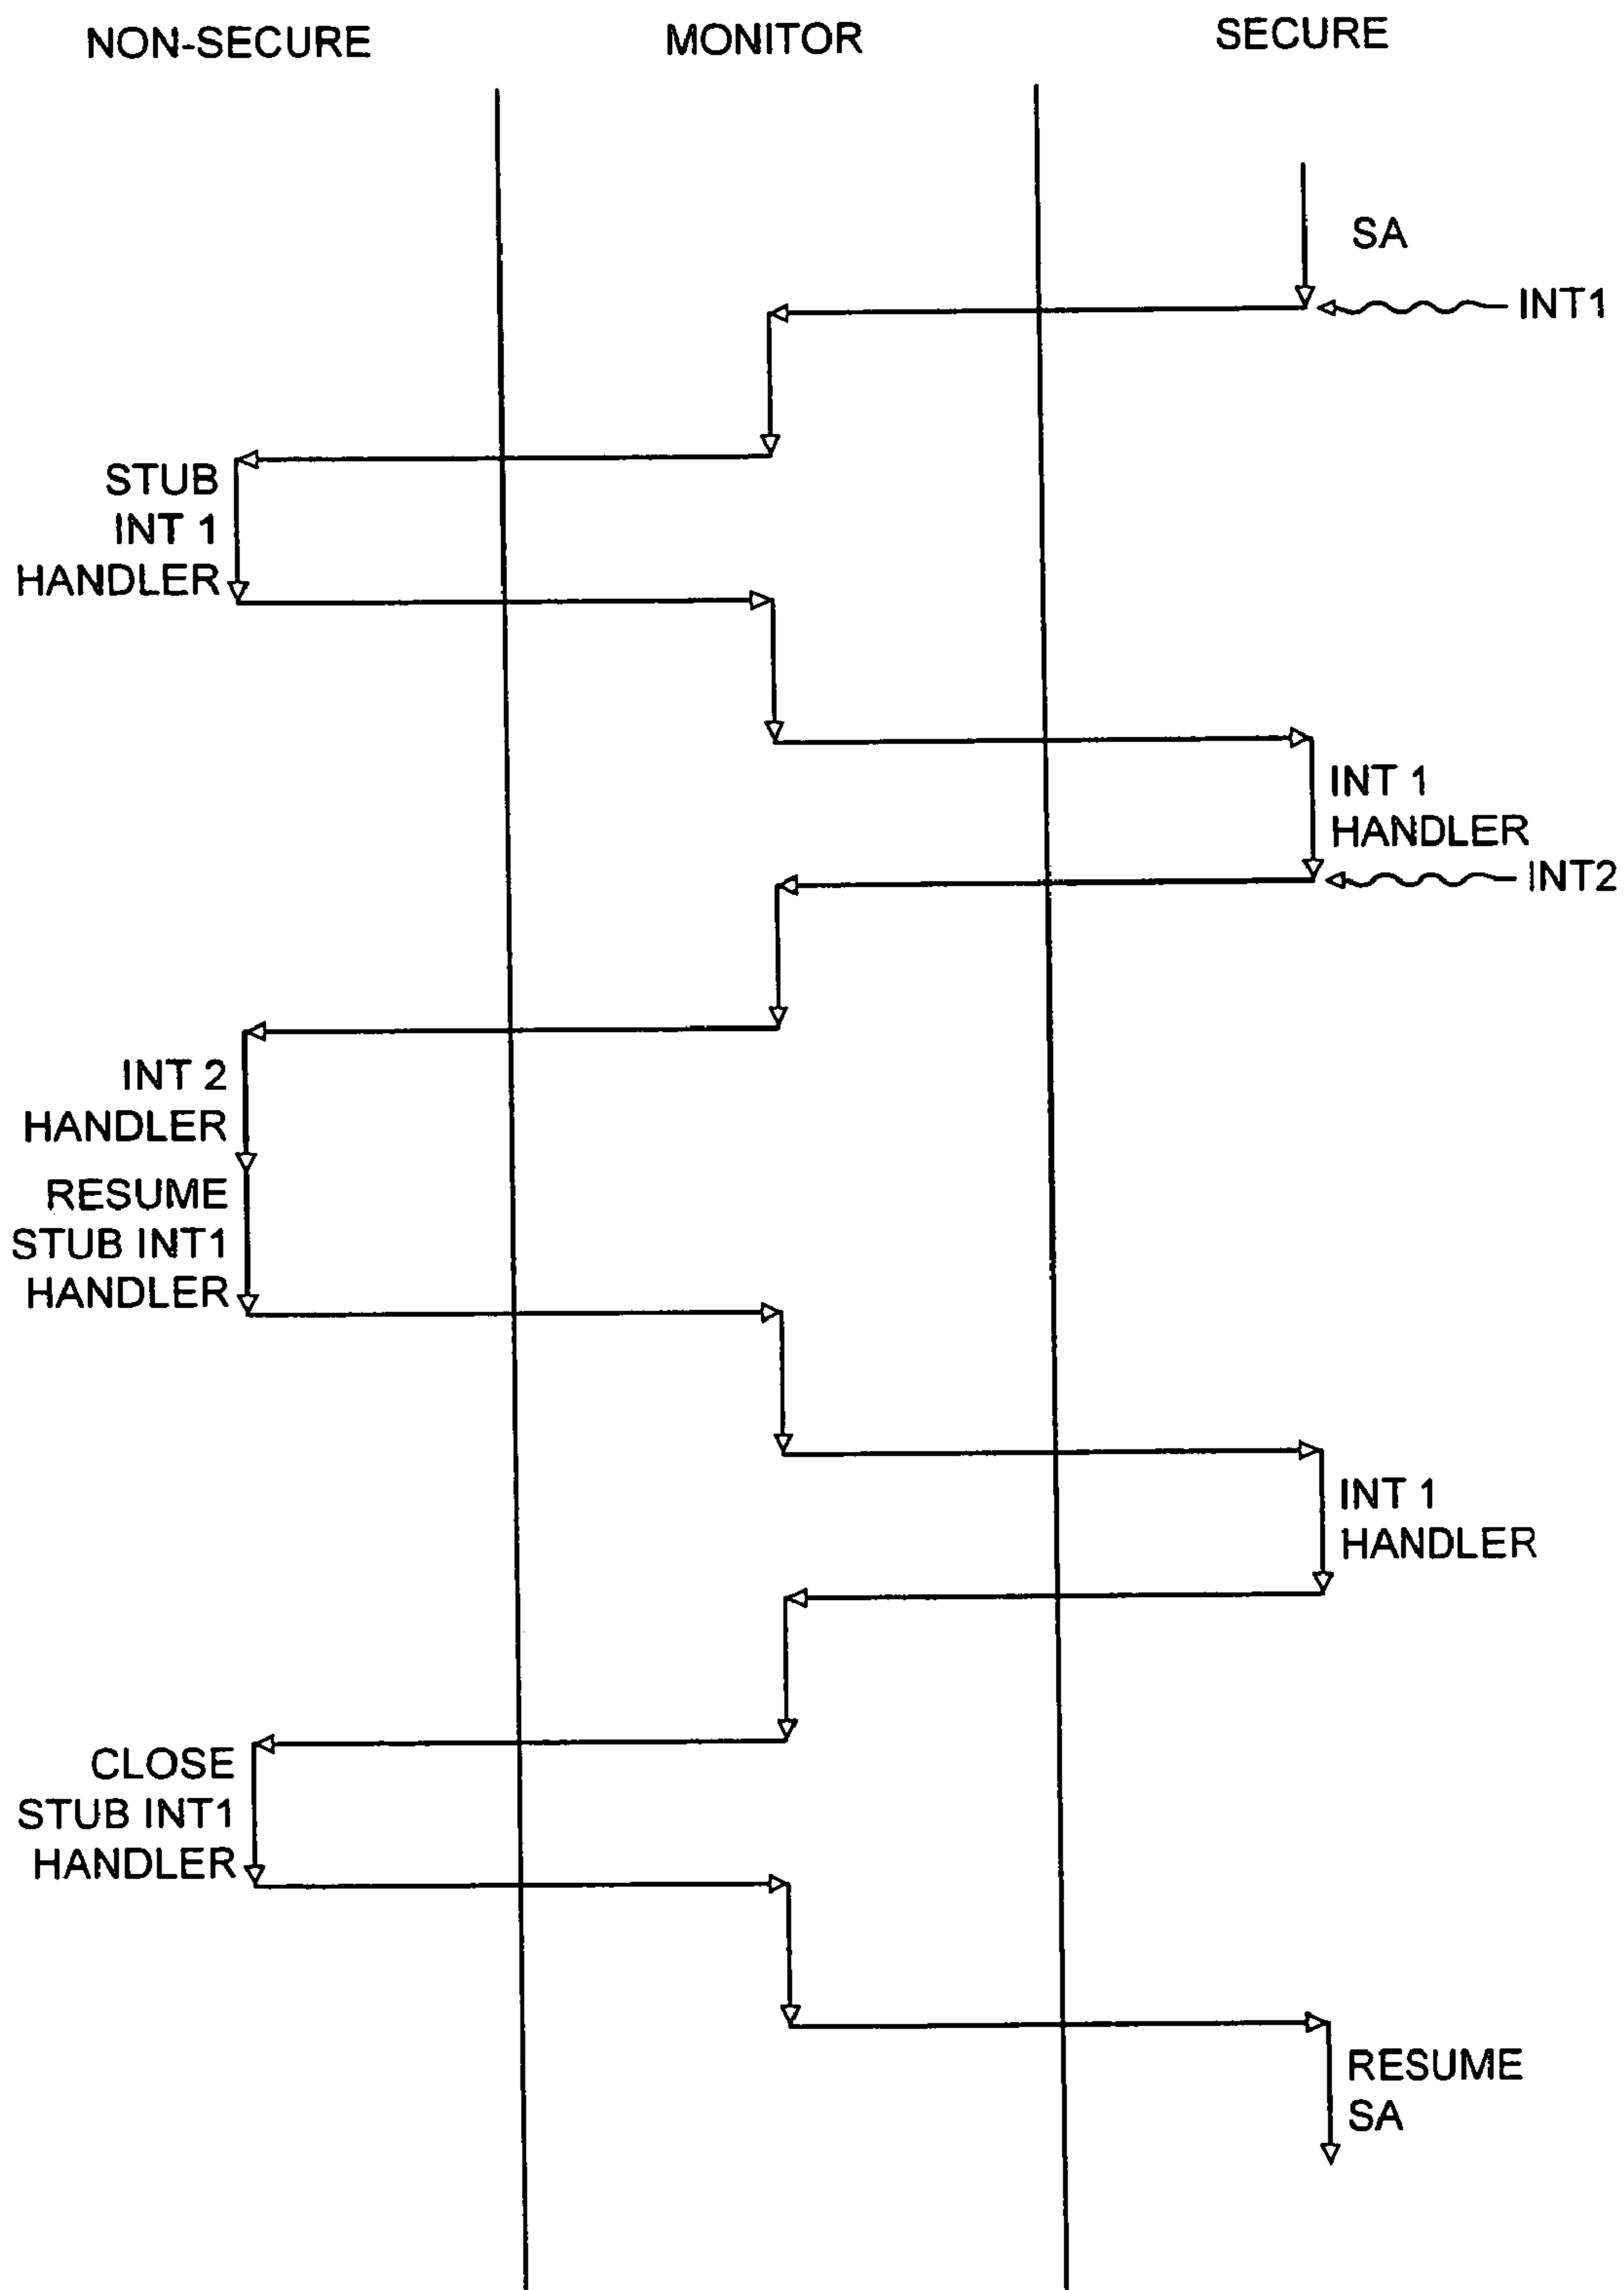 NON-SECURE
MONITOR
SECURE
SA
INT1
STUB
INT 1
HANDLER
INT 1
HANDLER
INT2
INT 2
HANDLER
RESUME
STUB INT1
HANDLER
INT 1
HANDLER
CLOSE
STUB INT1
HANDLER
RESUME
SA